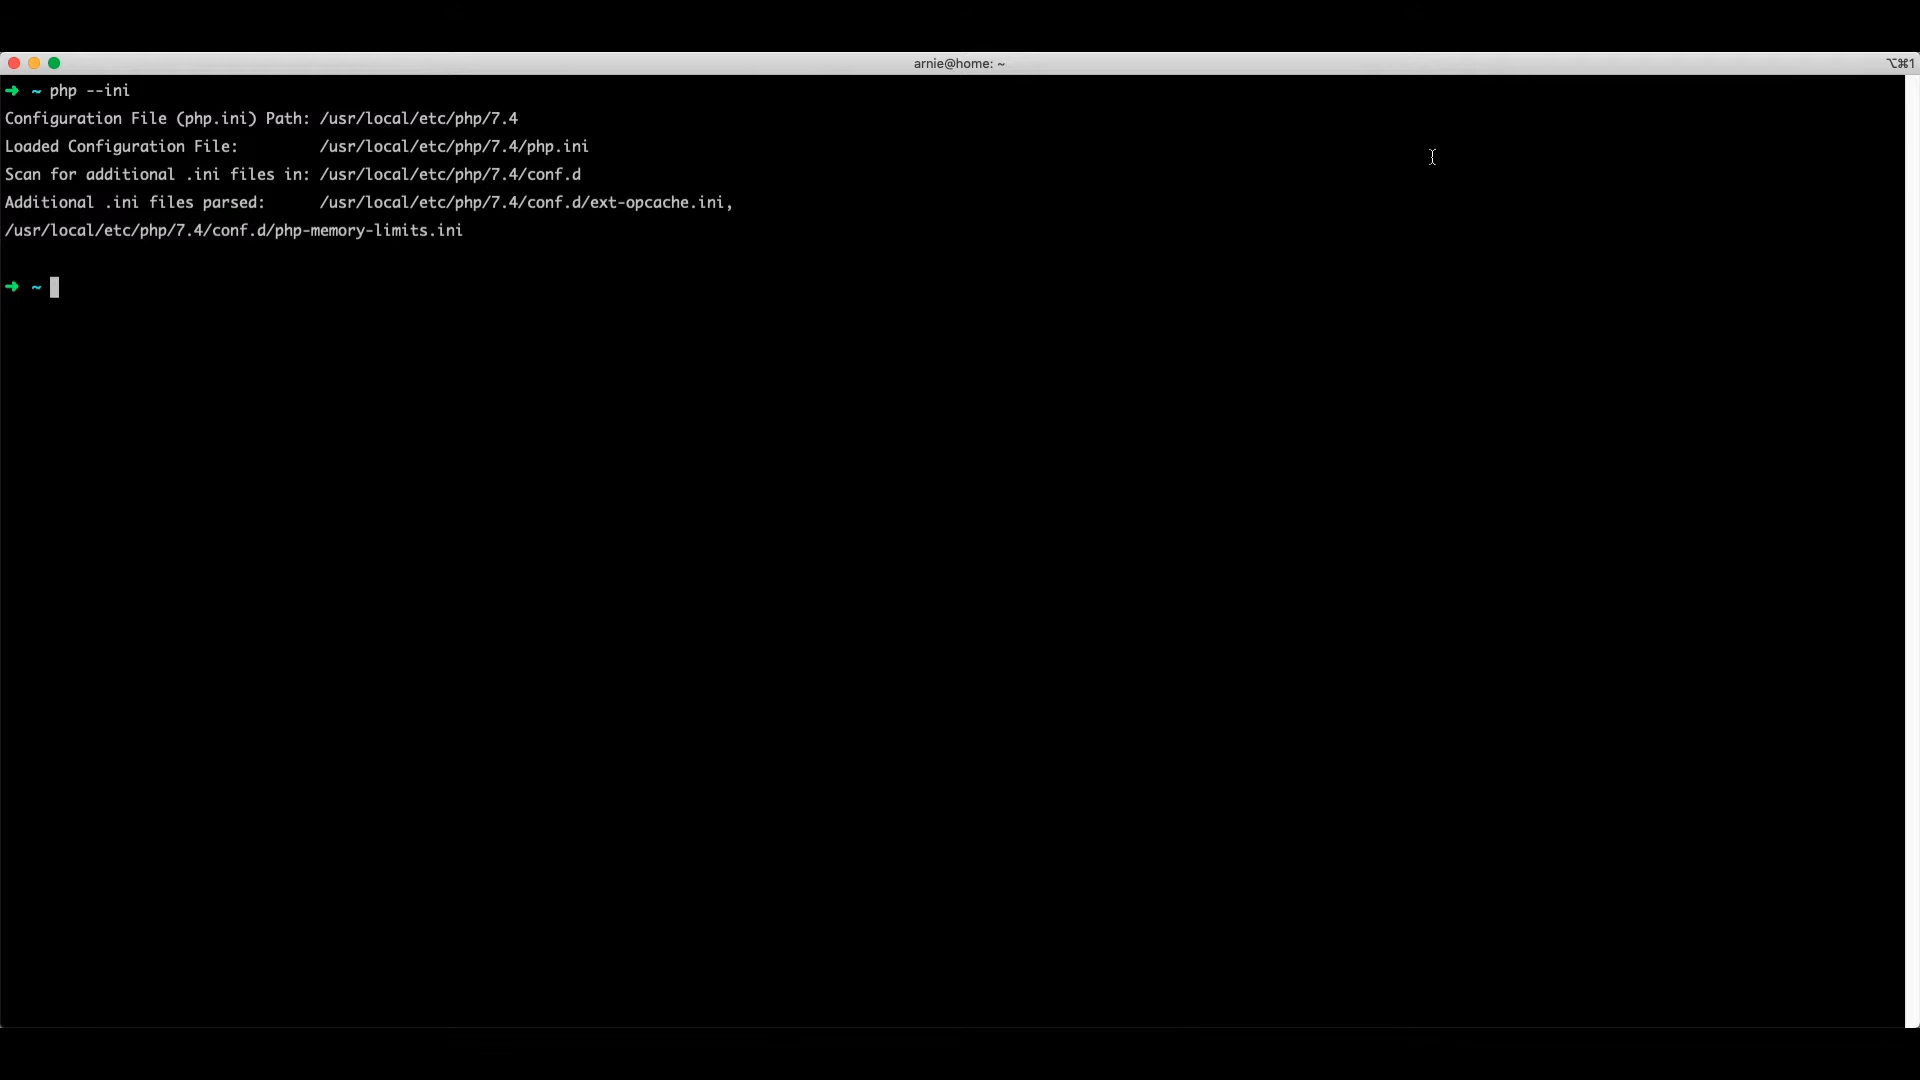 arnie@home: ~
⌥⌘1
➜ ~ php --ini
Configuration File (php.ini) Path: /usr/local/etc/php/7.4
Loaded Configuration File:         /usr/local/etc/php/7.4/php.ini
Scan for additional .ini files in: /usr/local/etc/php/7.4/conf.d
Additional .ini files parsed:      /usr/local/etc/php/7.4/conf.d/ext-opcache.ini,
/usr/local/etc/php/7.4/conf.d/php-memory-limits.ini
➜ ~